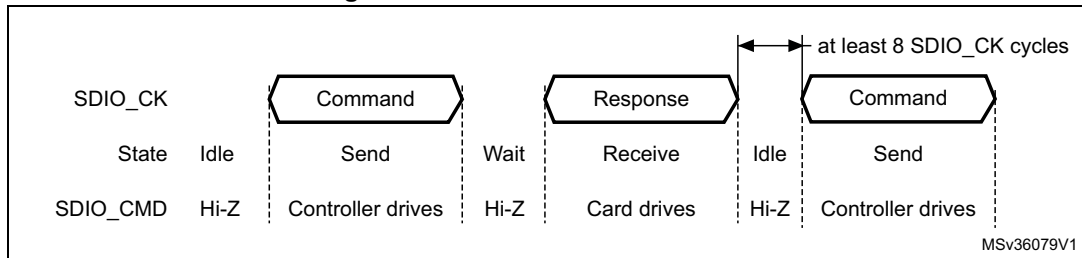 at least 8 SDIO_CK cycles
SDIO_CK Command Response Command
State Idle Send Wait Receive Idle Send
SDIO_CMD Hi-Z Controller drives Hi-Z Card drives Hi-Z Controller drives
MSv36079V1